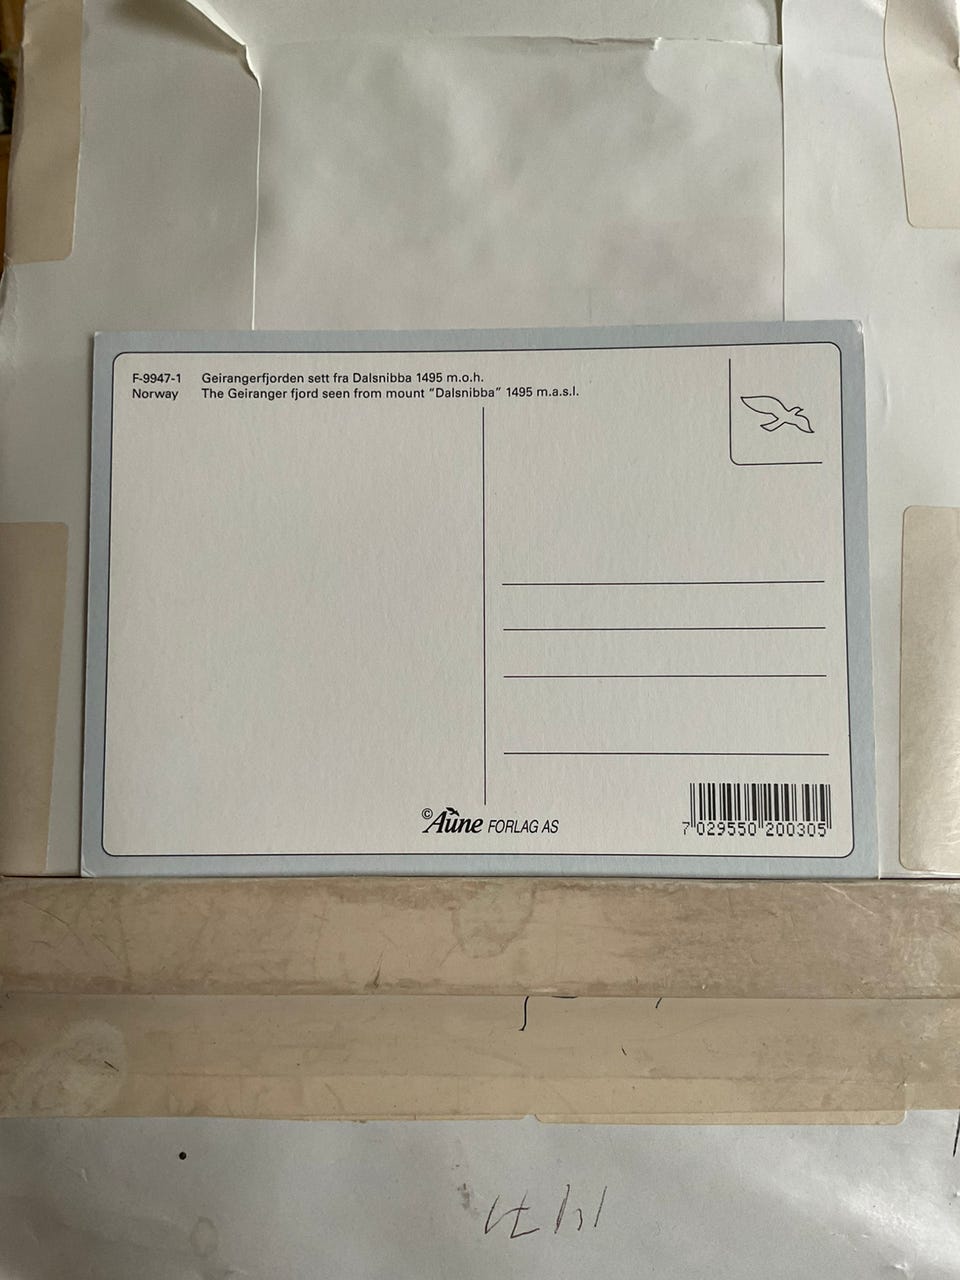 F-9947-1 Geirangerfjorden sett fra Dalsnibba 1495 m.o.h.
Norway The Geiranger fjord seen from mount “Dalsnibba” 1495 m.a.s.l.
© Aune FORLAG AS
7 029550 200305